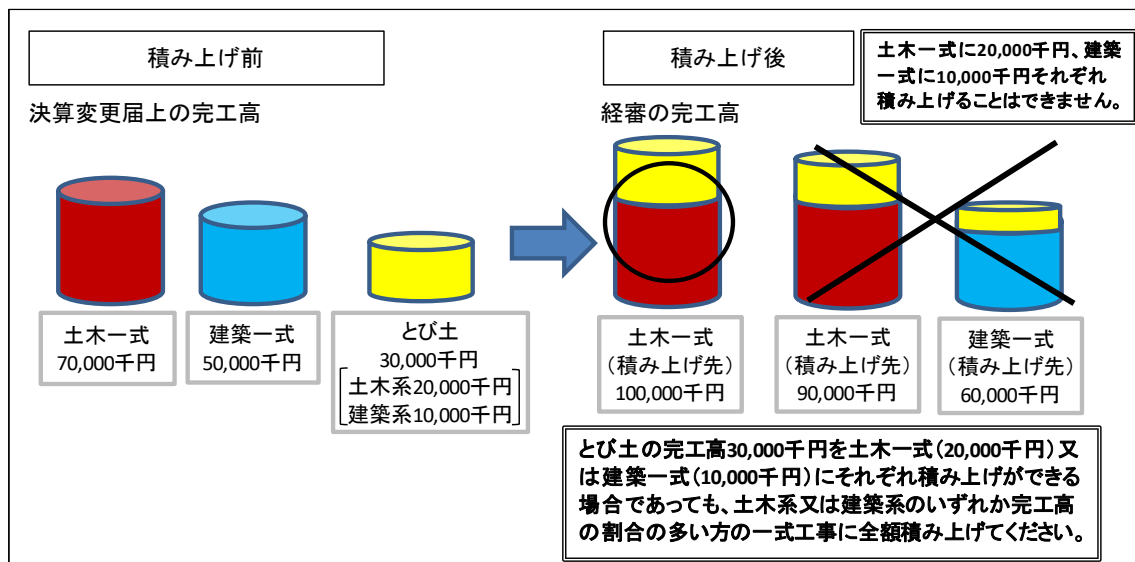 積み上げ前
決算変更届上の完工高
土木一式
70,000千円
建築一式
50,000千円
とび土
30,000千円
土木系20,000千円
建築系10,000千円
積み上げ後
経審の完工高
土木一式に20,000千円、建築
一式に10,000千円それぞれ
積み上げることはできません。
土木一式
（積み上げ先）
100,000千円
土木一式
（積み上げ先）
90,000千円
建築一式
（積み上げ先）
60,000千円
とび土の完工高30,000千円を土木一式（20,000千円）又
は建築一式（10,000千円）にそれぞれ積み上げができる
場合であっても、土木系又は建築系のいずれか完工高
の割合の多い方の一式工事に全額積み上げてください。